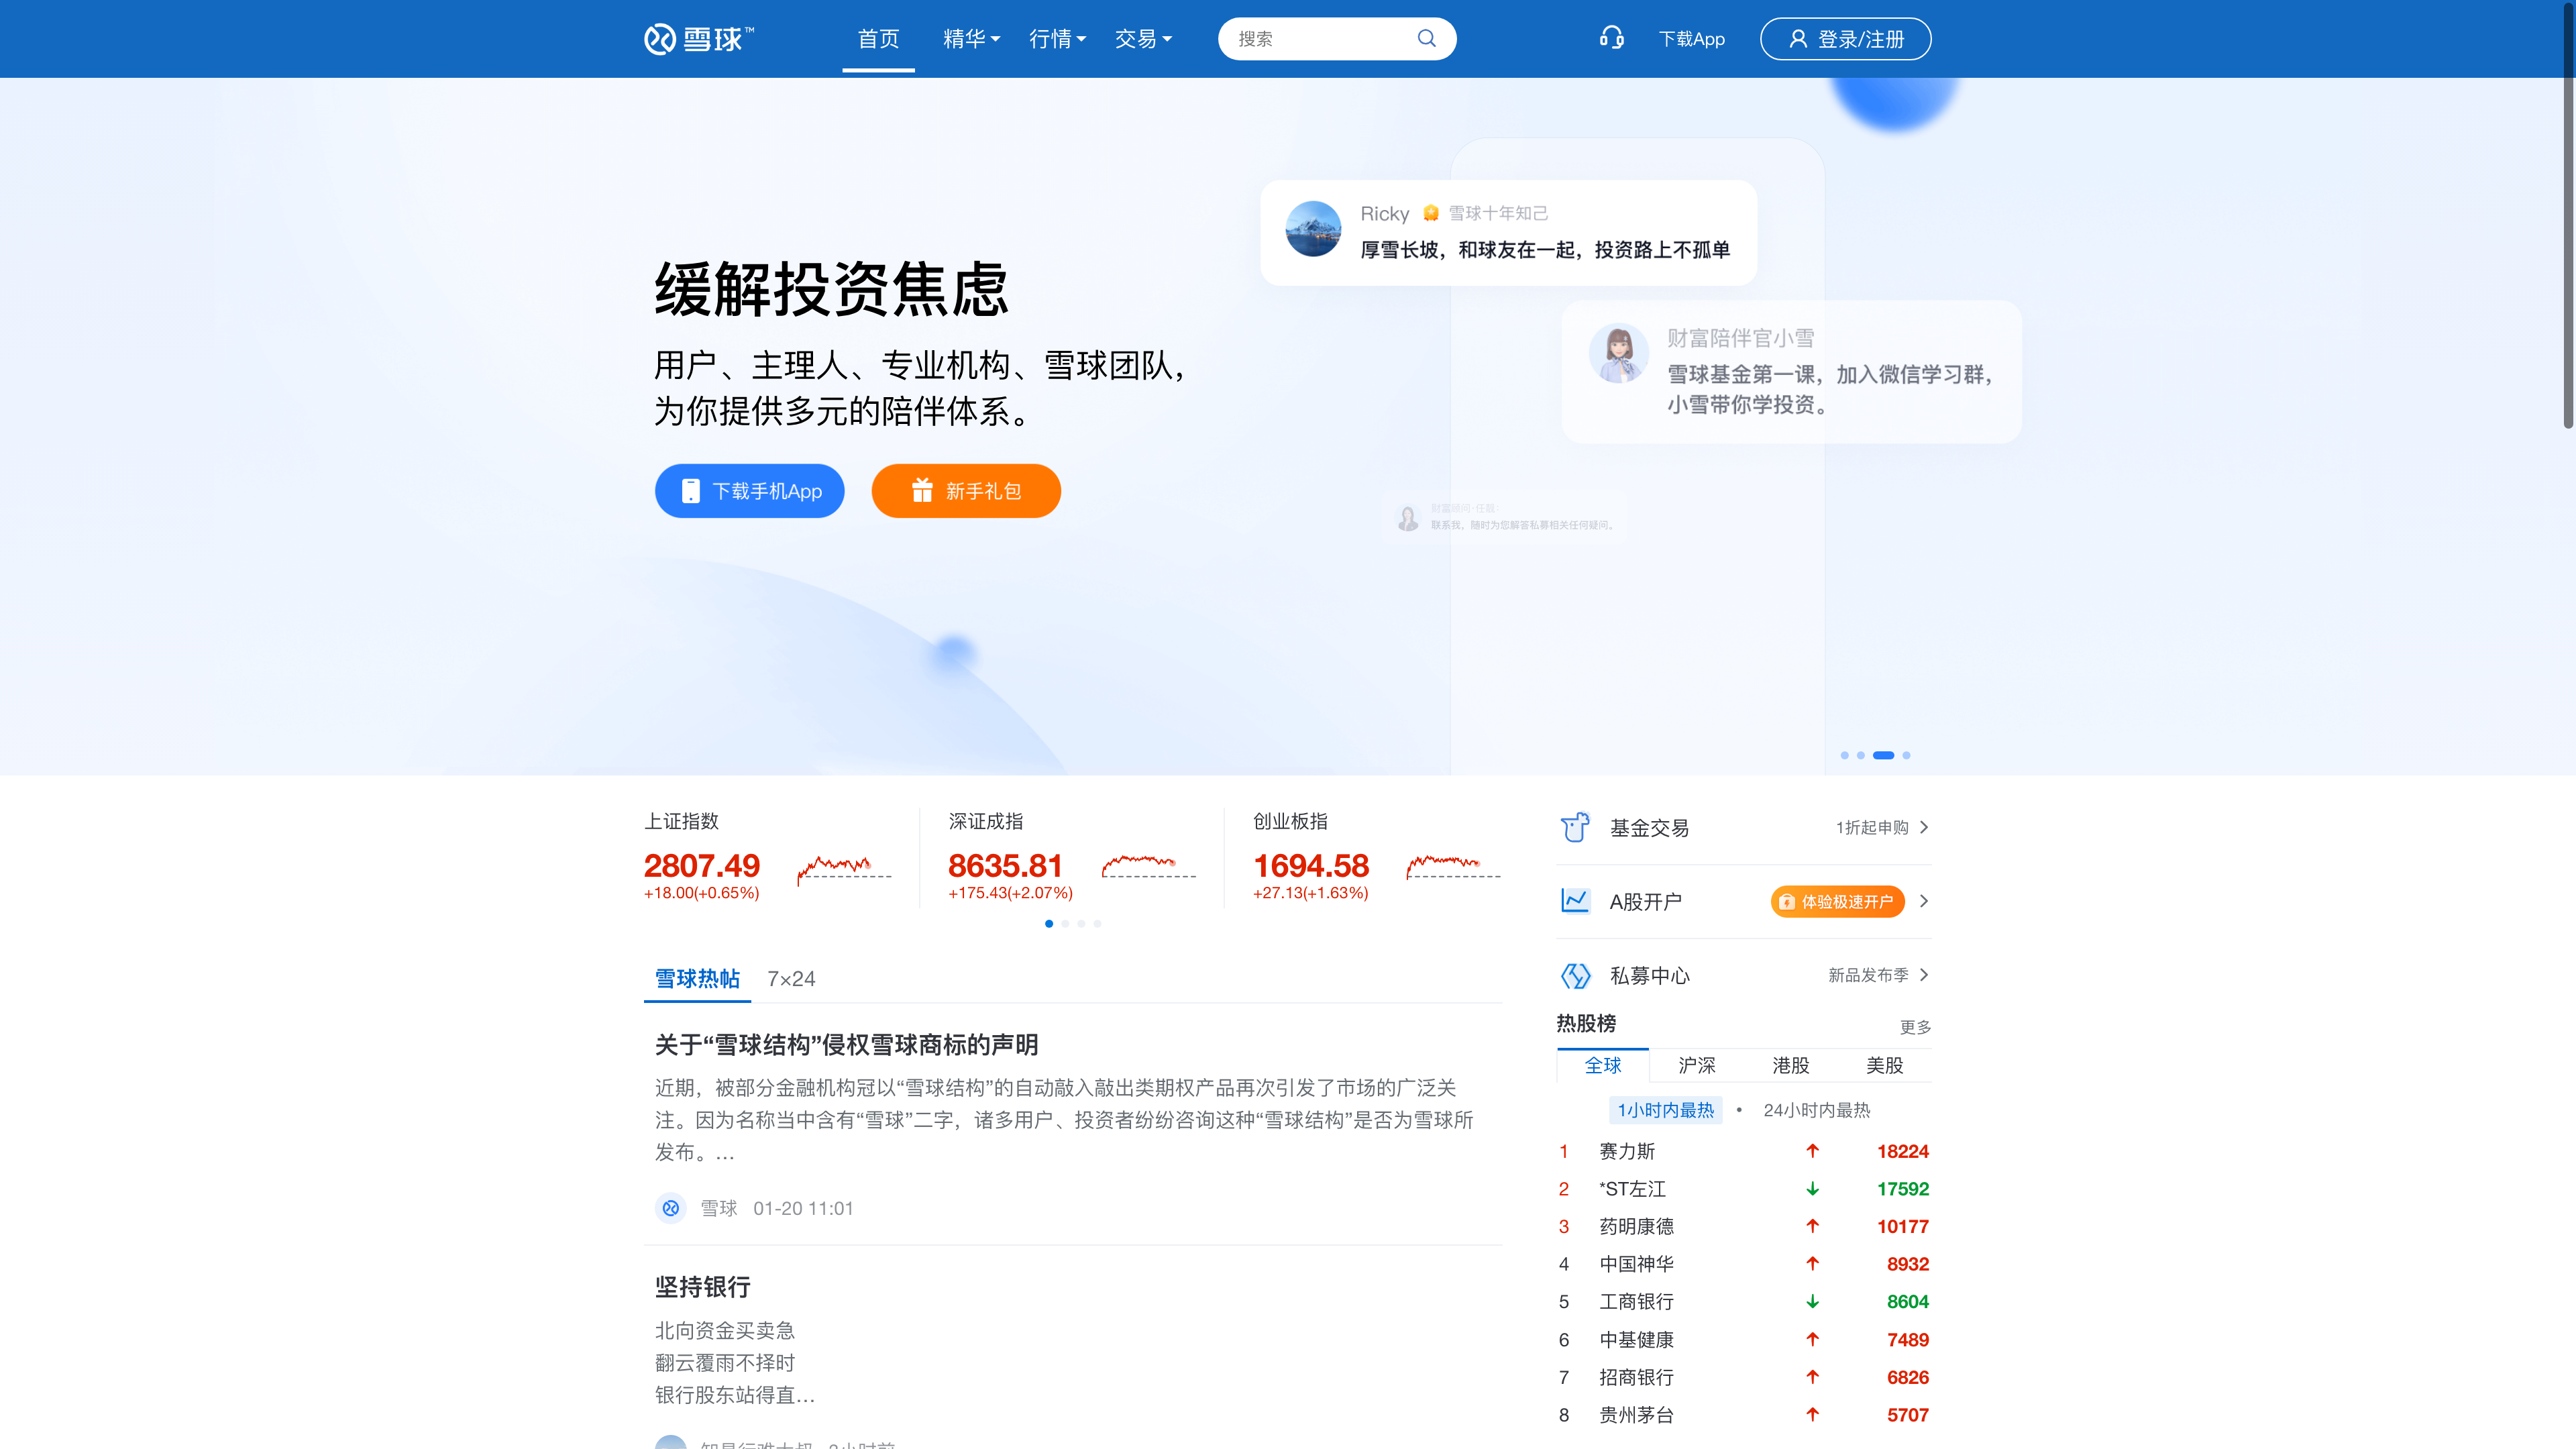 雪球™
首页 精华 行情 交易
搜索
下载App
登录/注册
Ricky 雪球十年知己
厚雪长坡，和球友在一起，投资路上不孤单
缓解投资焦虑
财富陪伴官小雪
雪球基金第一课，加入微信学习群，
小雪带你学投资。
用户、主理人、专业机构、雪球团队，
为你提供多元的陪伴体系。
下载手机App
新手礼包
联系我，随时为您解答私募相关任何疑问。
上证指数
2807.49
+18.00(+0.65%)
深证成指
8635.81
+175.43(+2.07%)
创业板指
1694.58
+27.13(+1.63%)
基金交易 1折起申购
A股开户 体验极速开户
私募中心 新品发布季
雪球热帖 7×24
关于“雪球结构”侵权雪球商标的声明
近期，被部分金融机构冠以“雪球结构”的自动敲入敲出类期权产品再次引发了市场的广泛关
注。因为名称当中含有“雪球”二字，诸多用户、投资者纷纷咨询这种“雪球结构”是否为雪球所
发布。...
雪球 01-20 11:01
坚持银行
北向资金买卖急
翻云覆雨不择时
银行股东站得直...
热股榜 更多
全球 沪深 港股 美股
1小时内最热 • 24小时内最热
1 赛力斯 18224
2 *ST左江 17592
3 药明康德 10177
4 中国神华 8932
5 工商银行 8604
6 中基健康 7489
7 招商银行 6826
8 贵州茅台 5707